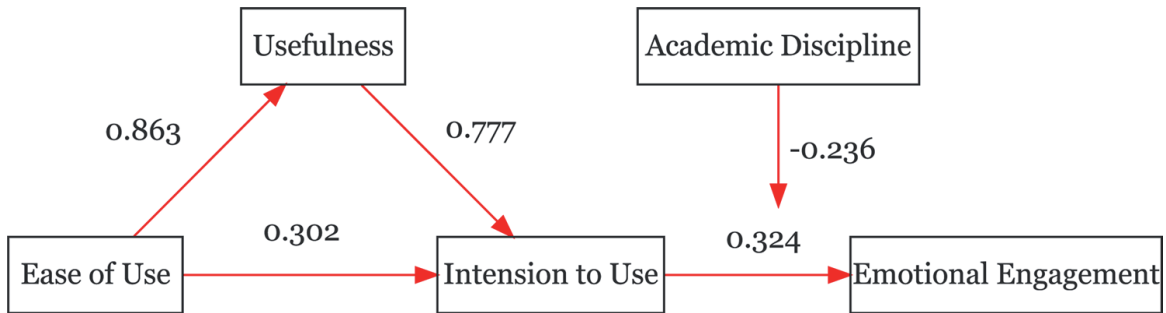 Usefulness
Academic Discipline
0.863
0.777
-0.236
0.302
0.324
Ease of Use
Intension to Use
Emotional Engagement